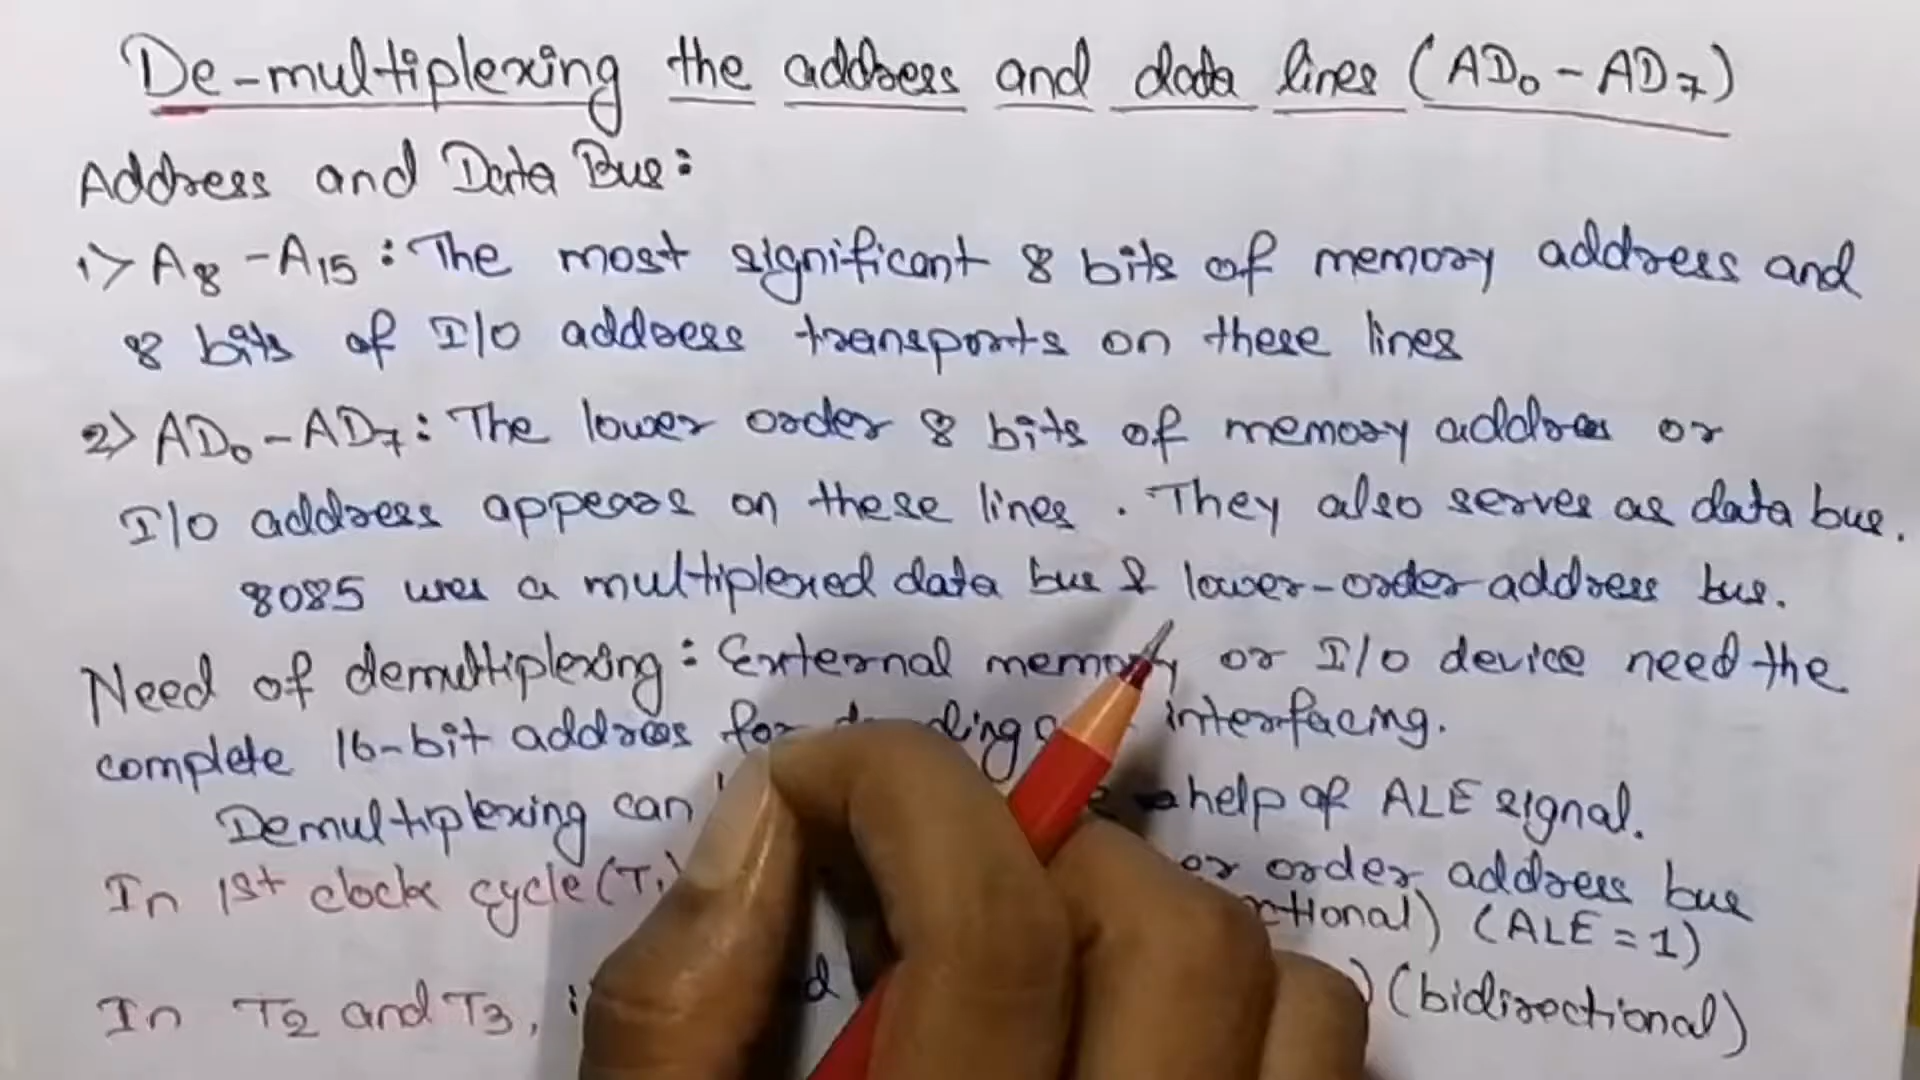 De-multiplexing the address and data lines (AD₀ - AD₇)
Address and Data Bus:
1> A₈ - A₁₅ : The most significant 8 bits of memory address and
8 bits of I/O address transports on these lines
2> AD₀ - AD₇ : The lower order 8 bits of memory address or
I/O address appears on these lines. They also serves as data bus.
8085 uses a multiplexed data bus & lower-order address bus.
Need of demultiplexing : External memory or I/O device need the
complete 16-bit address for interfacing.
Demultiplexing can help of ALE signal.
In 1st clock cycle (T₁) order address bus
(ALE = 1)
In T₂ and T₃, (bidirectional)